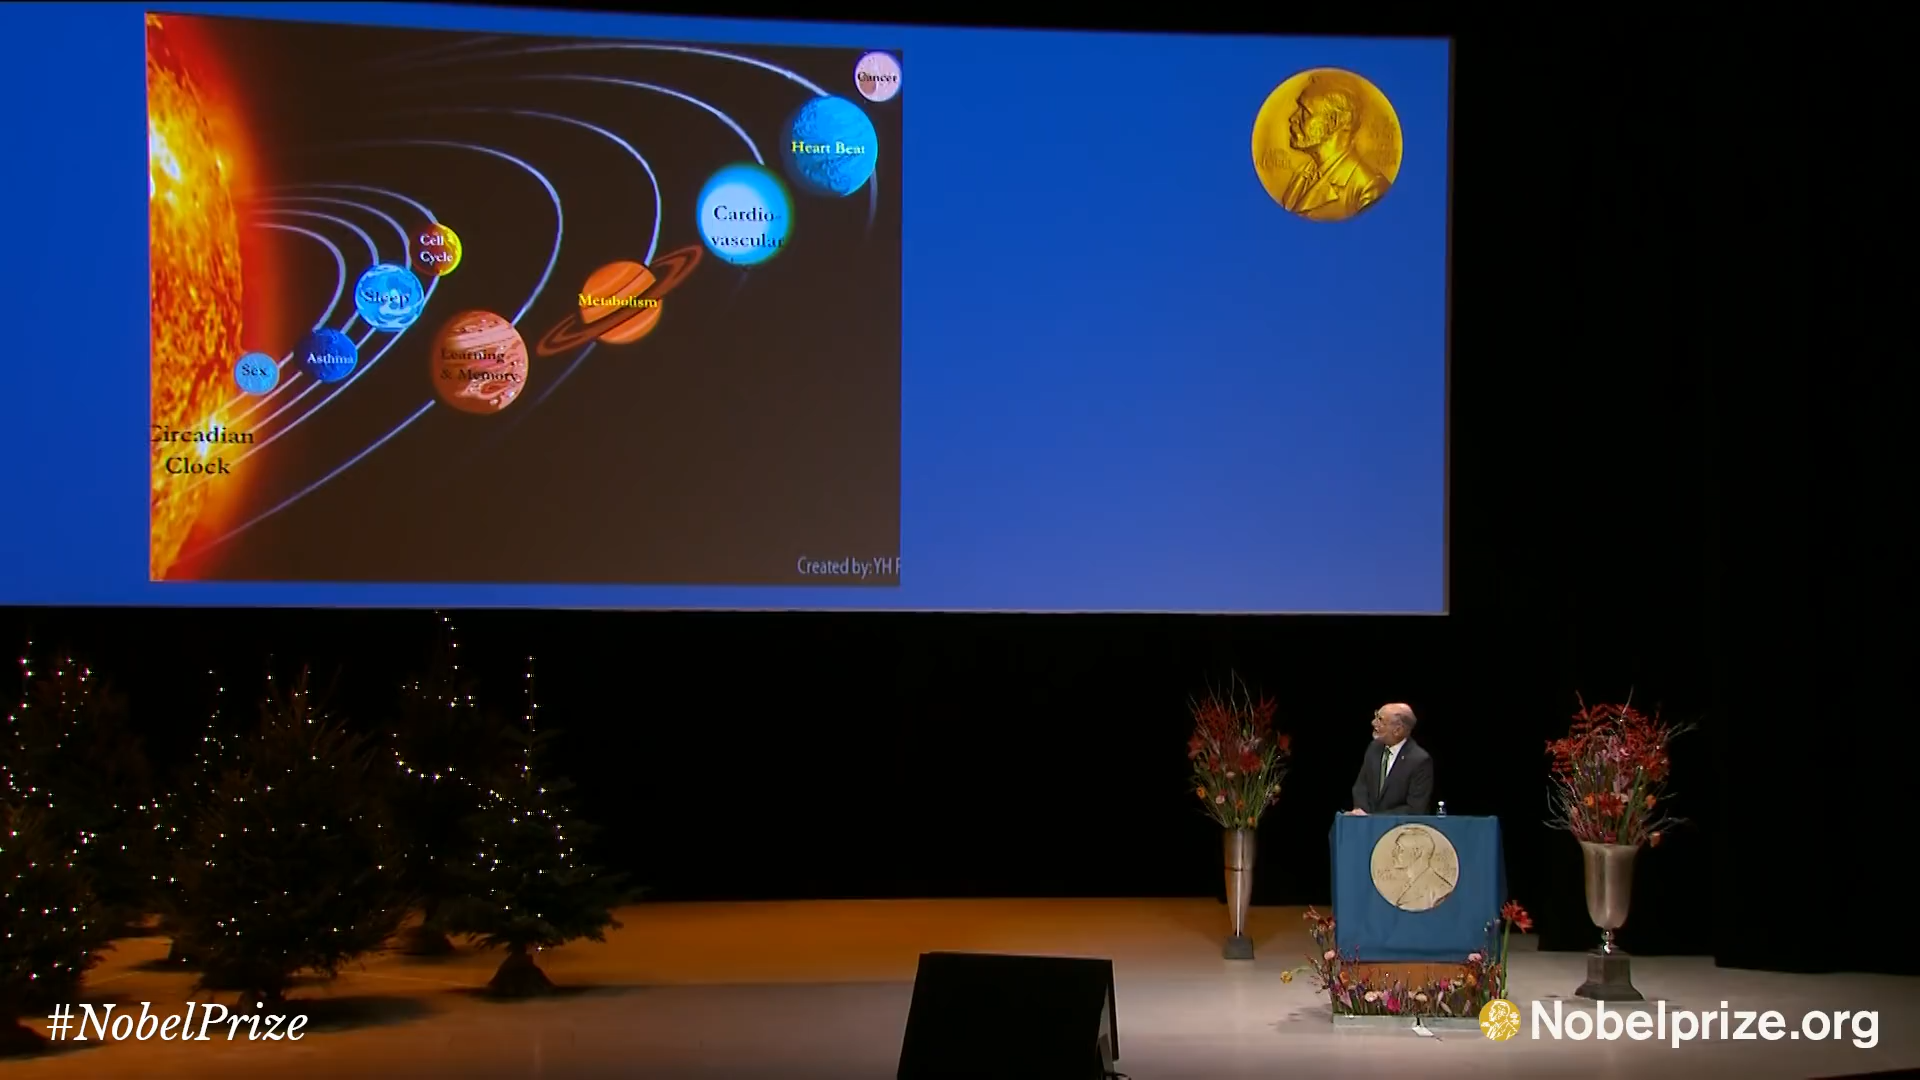 Cancer
Heart Beat
Cardio-
vascular
Cell
Cycle
Sleep
Metabolism
Learning
& Memory
Asthma
Sex
Circadian
Clock
Created by: YH
#NobelPrize
Nobelprize.org